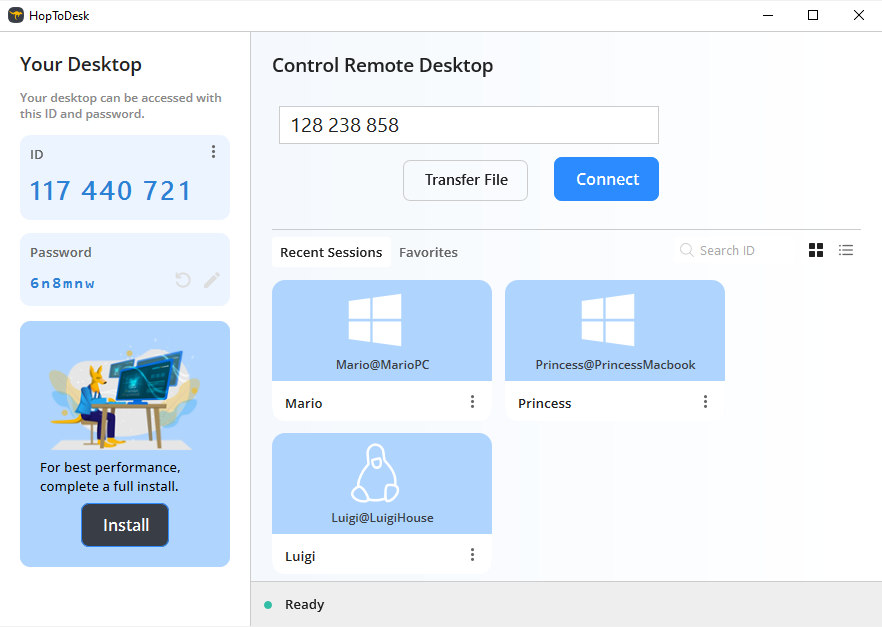 HopToDesk
Your Desktop
Your desktop can be accessed with
this ID and password.
ID
117 440 721
Password
6n8mnw
For best performance,
complete a full install.
Install
Control Remote Desktop
128 238 858
Transfer File
Connect
Recent Sessions
Favorites
Search ID
Mario@MarioPC
Mario
Princess@PrincessMacbook
Princess
Luigi@LuigiHouse
Luigi
Ready